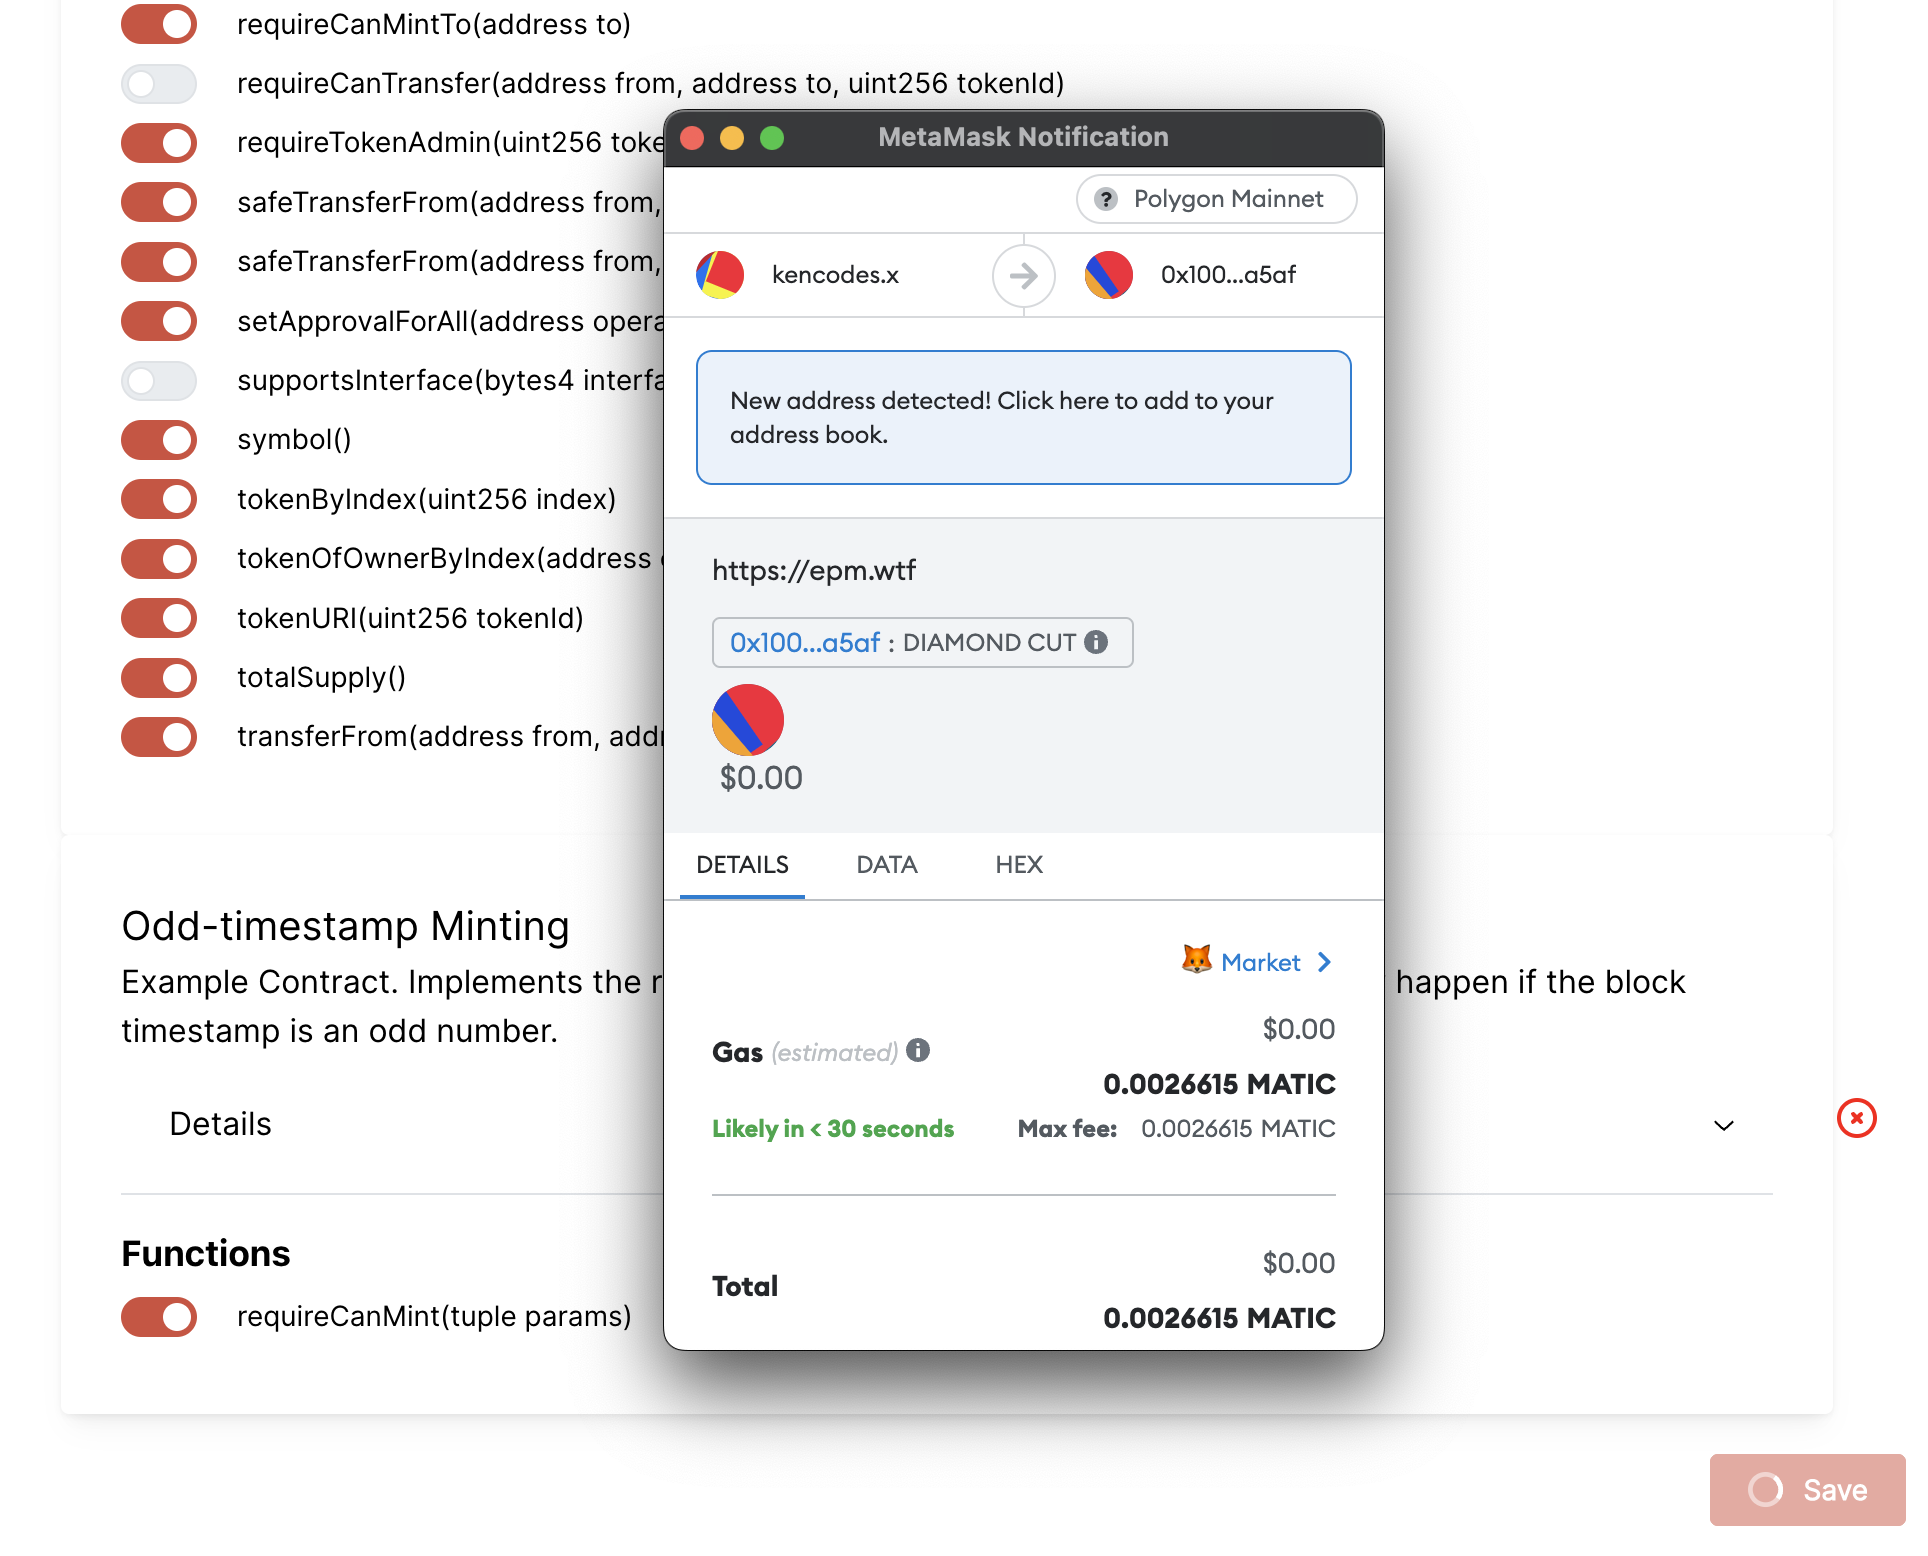 requireCanMintTo(address to)
requireCanTransfer(address from, address to, uint256 tokenId)
requireTokenAdmin(uint256 toke
safeTransferFrom(address from,
safeTransferFrom(address from,
setApprovalForAll(address opera
supportsInterface(bytes4 interfa
symbol()
tokenByIndex(uint256 index)
tokenOfOwnerByIndex(address
tokenURI(uint256 tokenId)
totalSupply()
transferFrom(address from, addr
MetaMask Notification
? Polygon Mainnet
kencodes.x
0x100...a5af
New address detected! Click here to add to your
address book.
https://epm.wtf
0x100...a5af : DIAMOND CUT
$0.00
DETAILS DATA HEX
Market
Gas (estimated)
$0.00
0.0026615 MATIC
Likely in < 30 seconds
Max fee: 0.0026615 MATIC
Total
$0.00
0.0026615 MATIC
Odd-timestamp Minting
Example Contract. Implements the happen if the block
timestamp is an odd number.
Details
Functions
requireCanMint(tuple params)
Save